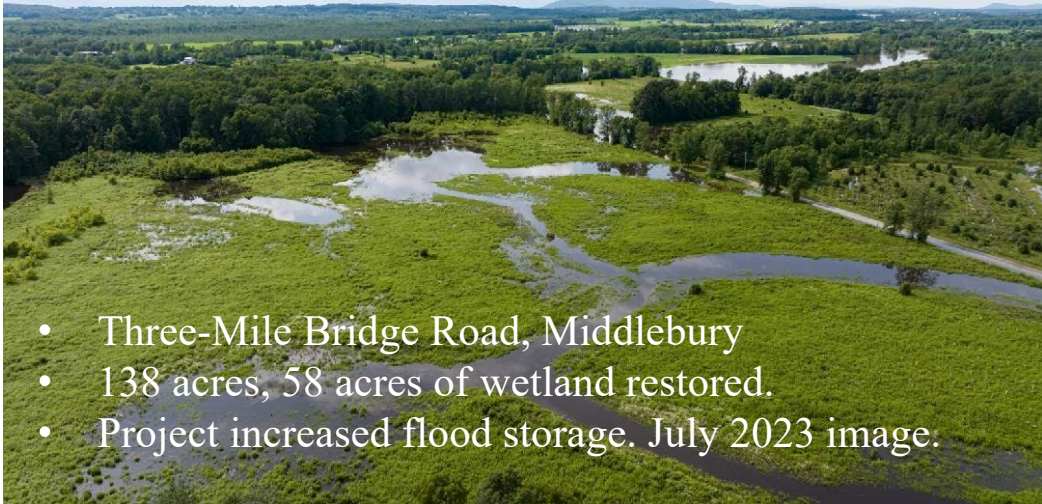 • Three-Mile Bridge Road, Middlebury
• 138 acres, 58 acres of wetland restored.
• Project increased flood storage. July 2023 image.